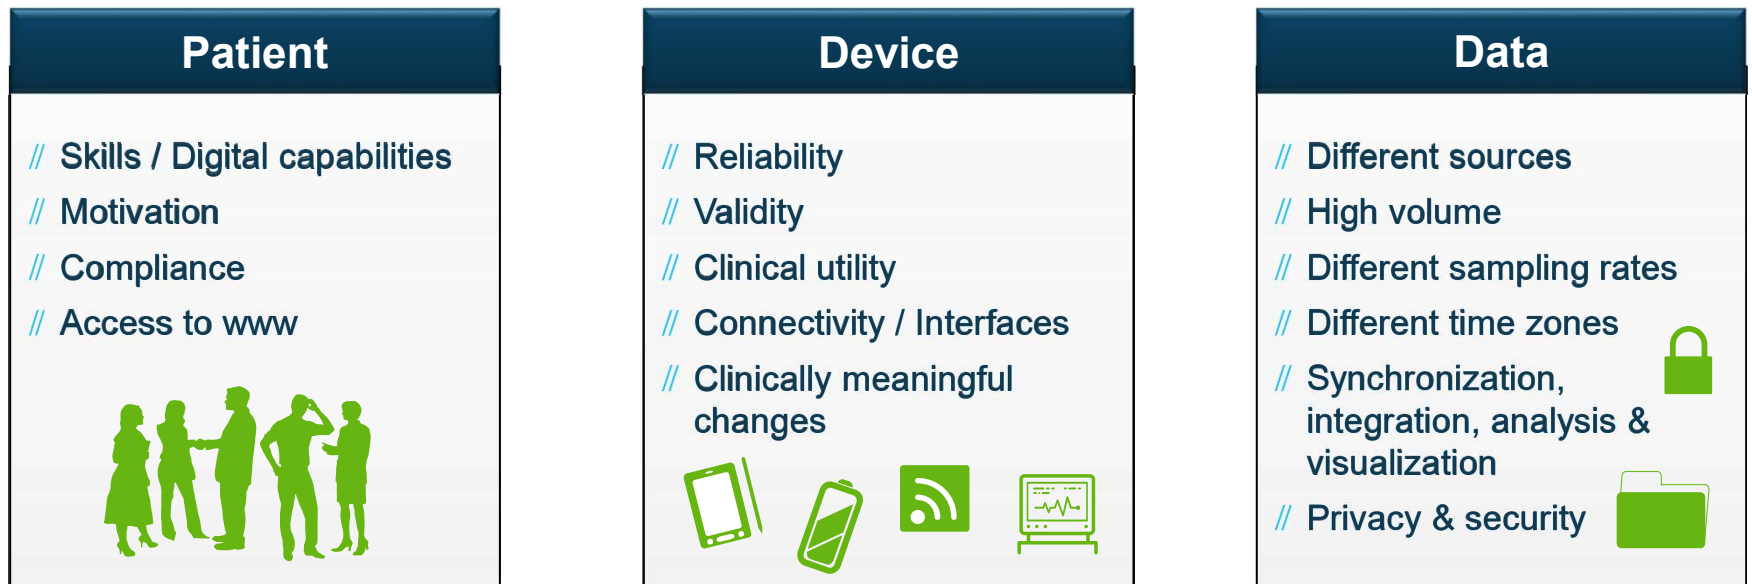 Patient
// Skills / Digital capabilities
// Motivation
// Compliance
// Access to www
Device
// Reliability
// Validity
// Clinical utility
// Connectivity / Interfaces
// Clinically meaningful
changes
Data
// Different sources
// High volume
// Different sampling rates
// Different time zones
// Synchronization,
integration, analysis &
visualization
// Privacy & security